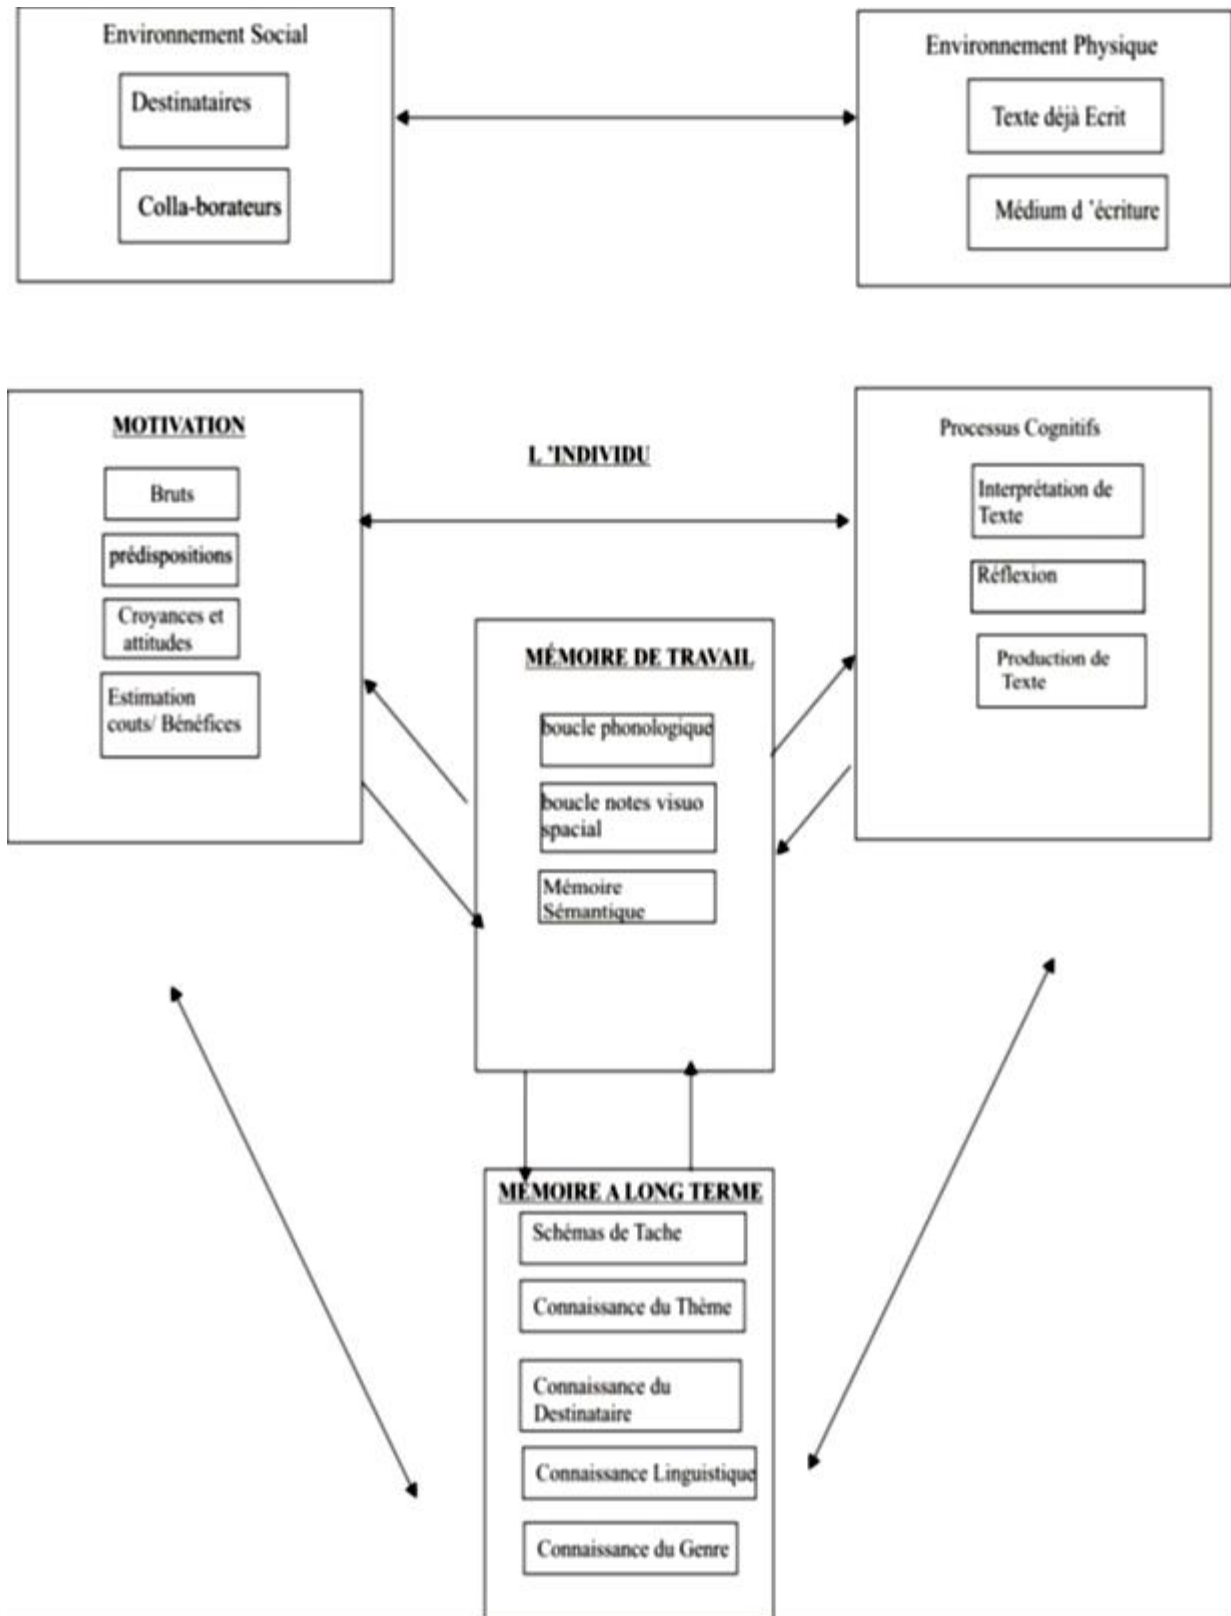 Environnement Social
Destinataires
Colla-borateurs
Environnement Physique
Texte déjà Ecrit
Médium d ’écriture
MOTIVATION
Bruts
prédispositions
Croyances et
attitudes
Estimation
couts/ Bénéfices
L ’INDIVIDU
Processus Cognitifs
Interprétation de
Texte
Réflexion
Production de
Texte
MÉMOIRE DE TRAVAIL
boucle phonologique
boucle notes visuo
spacial
Mémoire
Sémantique
MÉMOIRE A LONG TERME
Schémas de Tache
Connaissance du Thème
Connaissance du
Destinataire
Connaissance Linguistique
Connaissance du Genre